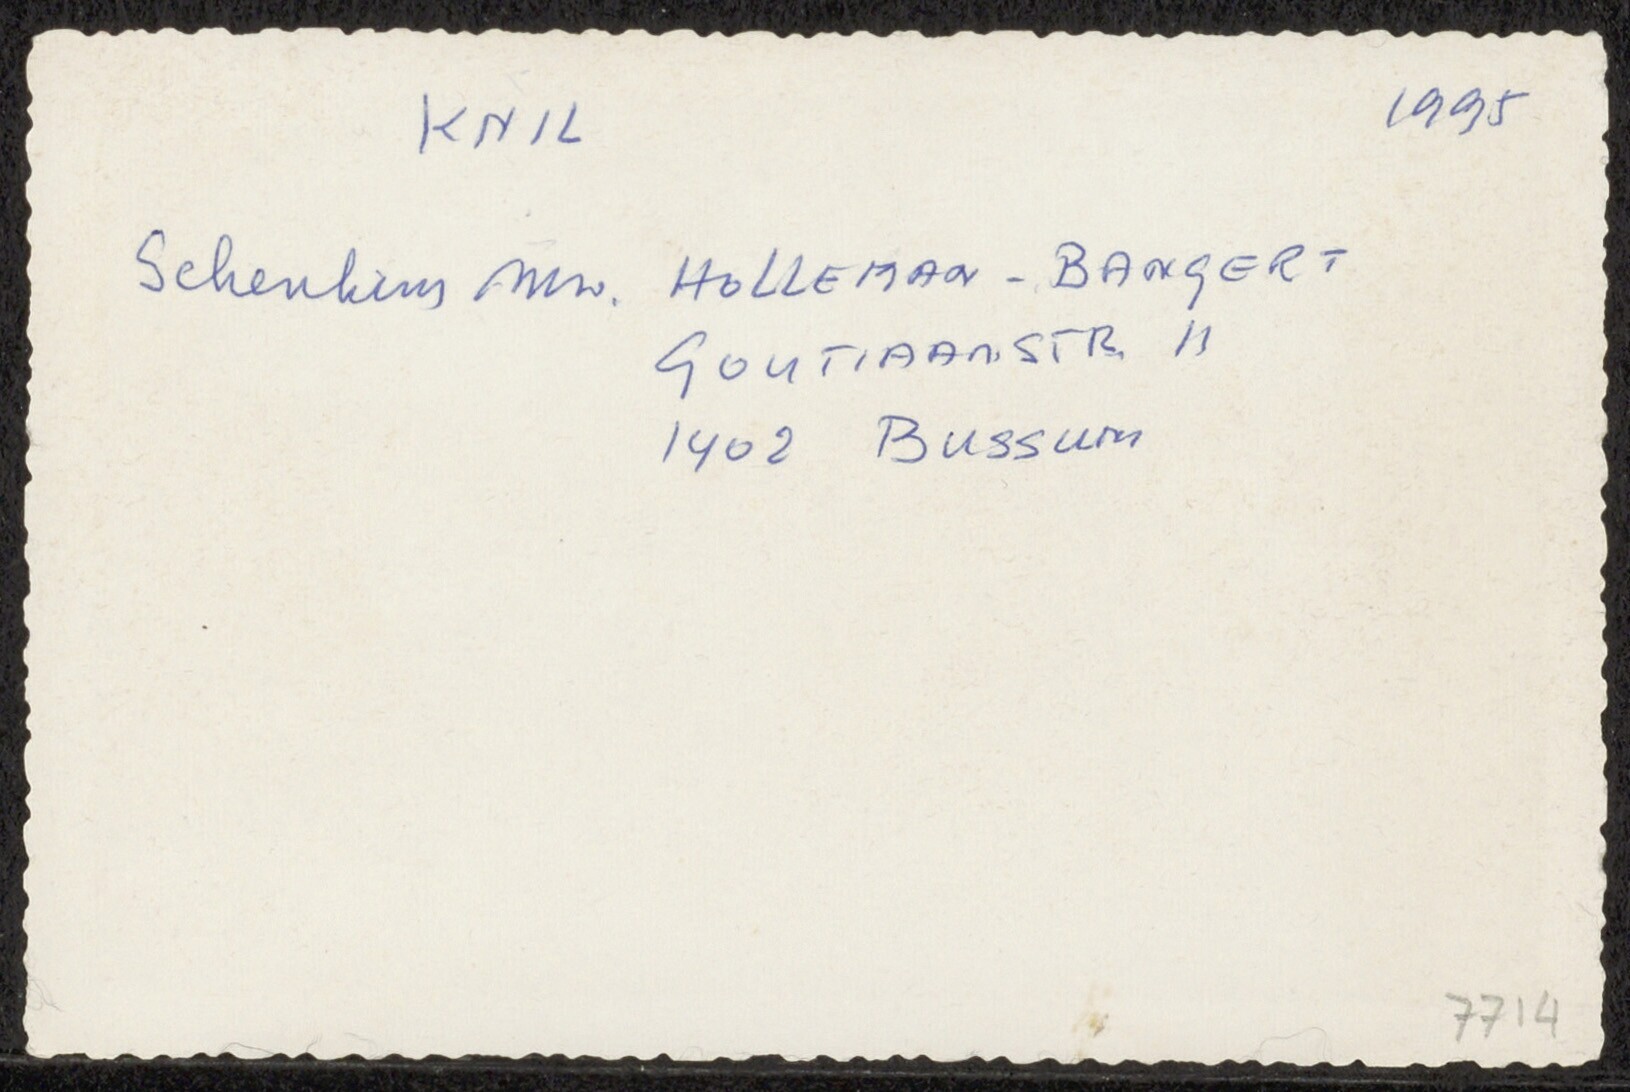 KNIL 1995
Schenking Mw. HOLLEMAN - BANGERT
GOUTIAANSTR. 11
1402 BUSSUM
7714